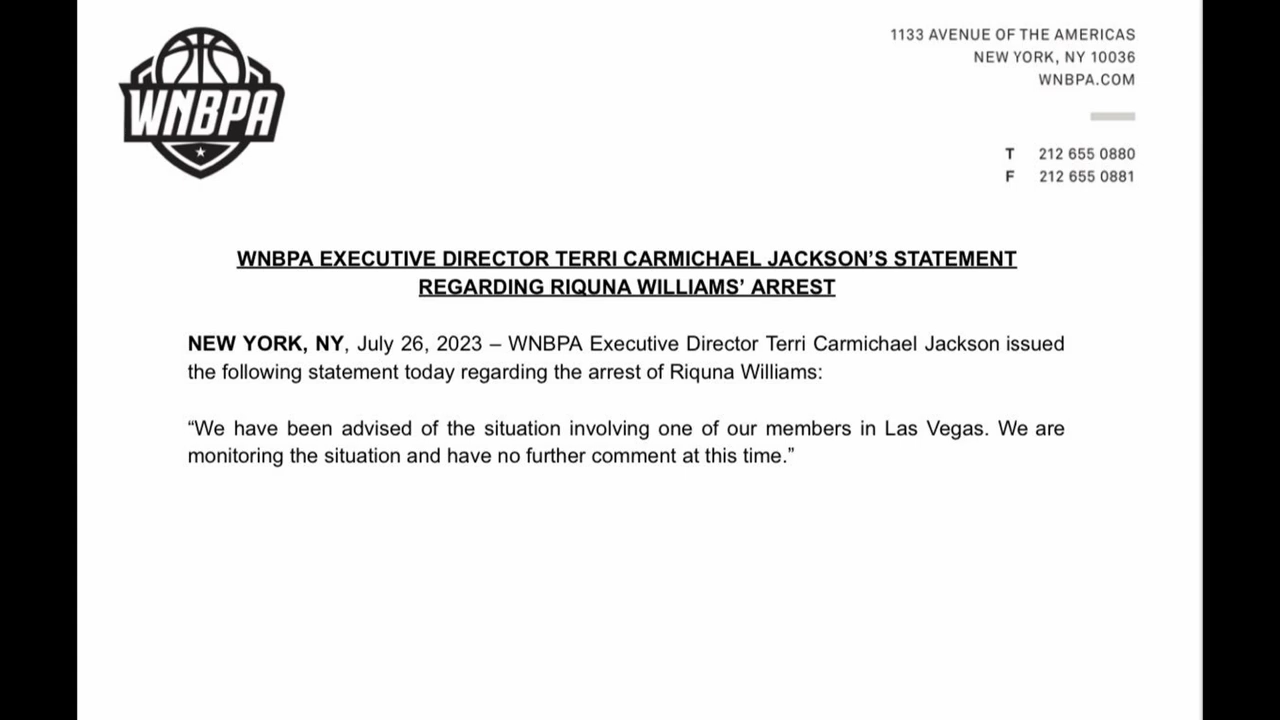 WNBPA
1133 AVENUE OF THE AMERICAS
NEW YORK, NY 10036
WNBPA.COM
T 212 655 0880
F 212 655 0881
WNBPA EXECUTIVE DIRECTOR TERRI CARMICHAEL JACKSON’S STATEMENT
REGARDING RIQUNA WILLIAMS’ ARREST
NEW YORK, NY, July 26, 2023 – WNBPA Executive Director Terri Carmichael Jackson issued
the following statement today regarding the arrest of Riquna Williams:
“We have been advised of the situation involving one of our members in Las Vegas. We are
monitoring the situation and have no further comment at this time.”